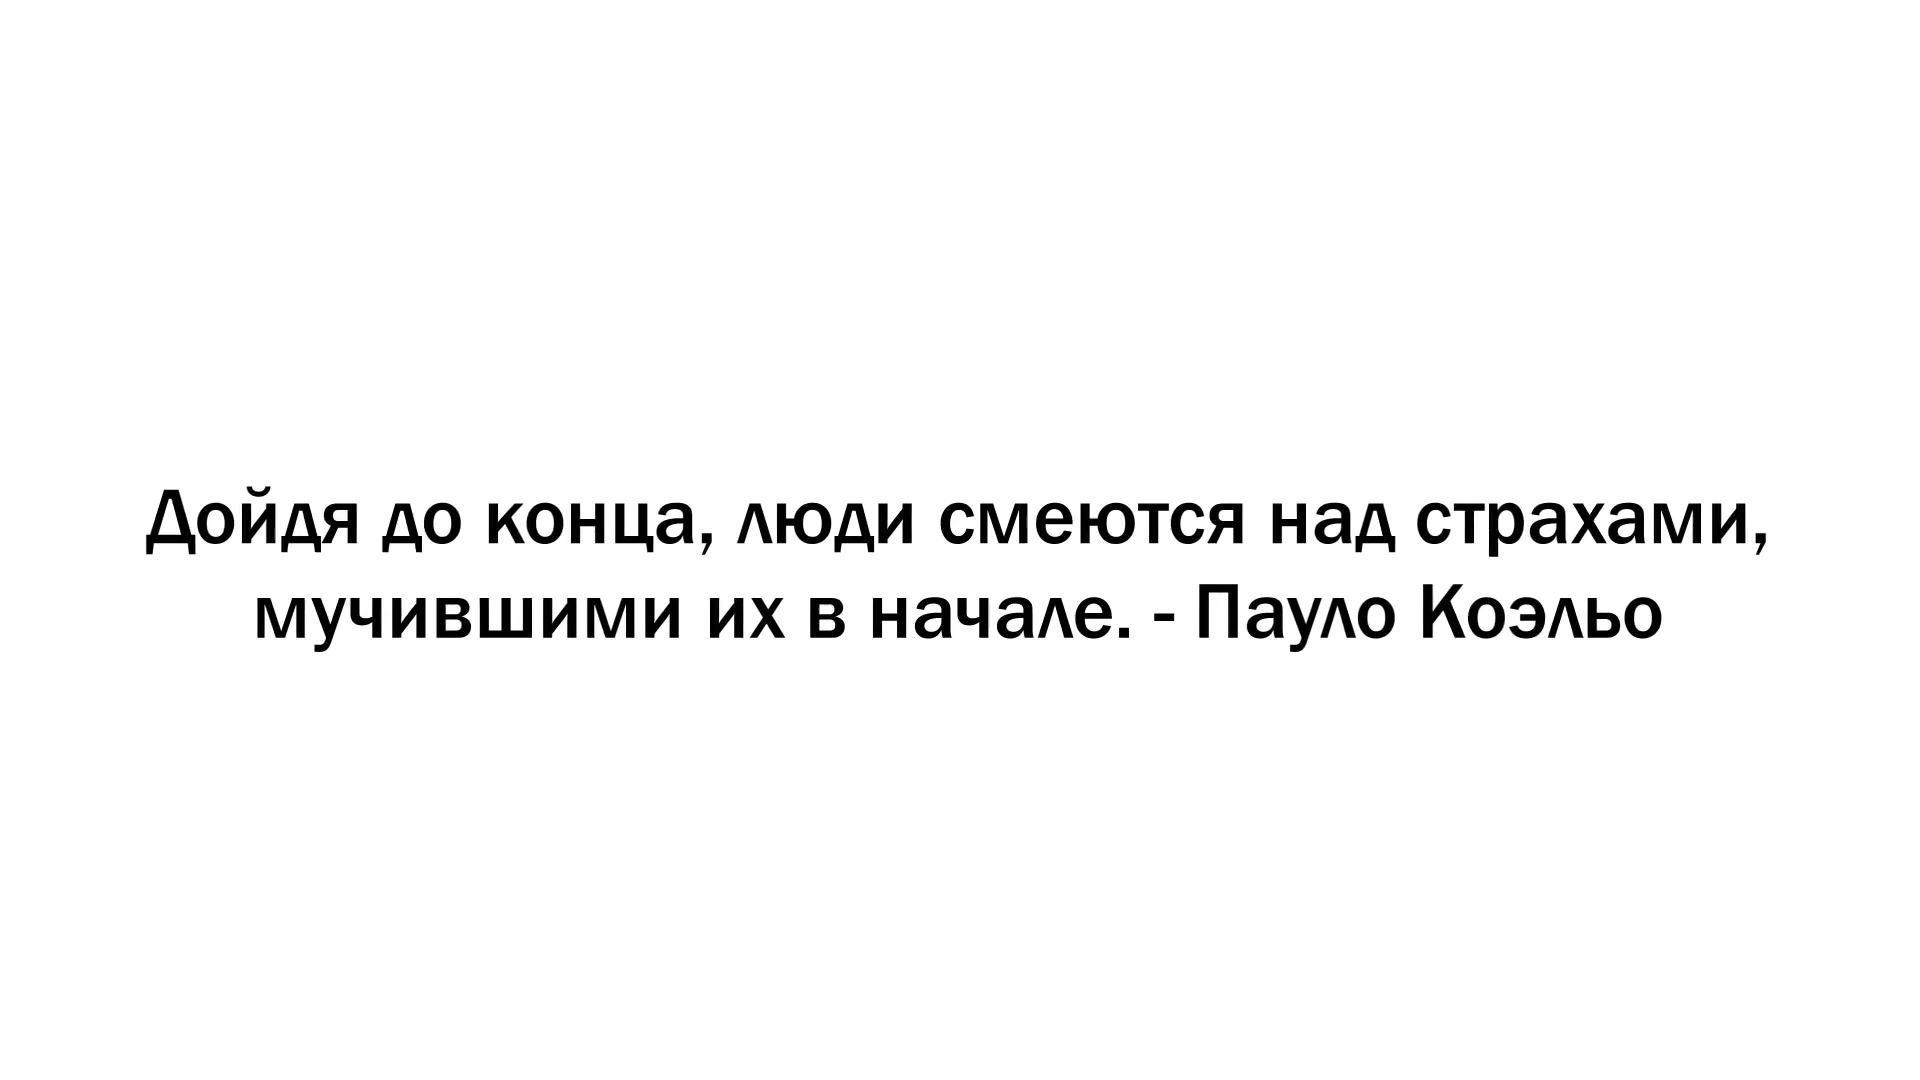 Дойдя до конца, люди смеются над страхами,
мучившими их в начале. - Пауло Коэльо